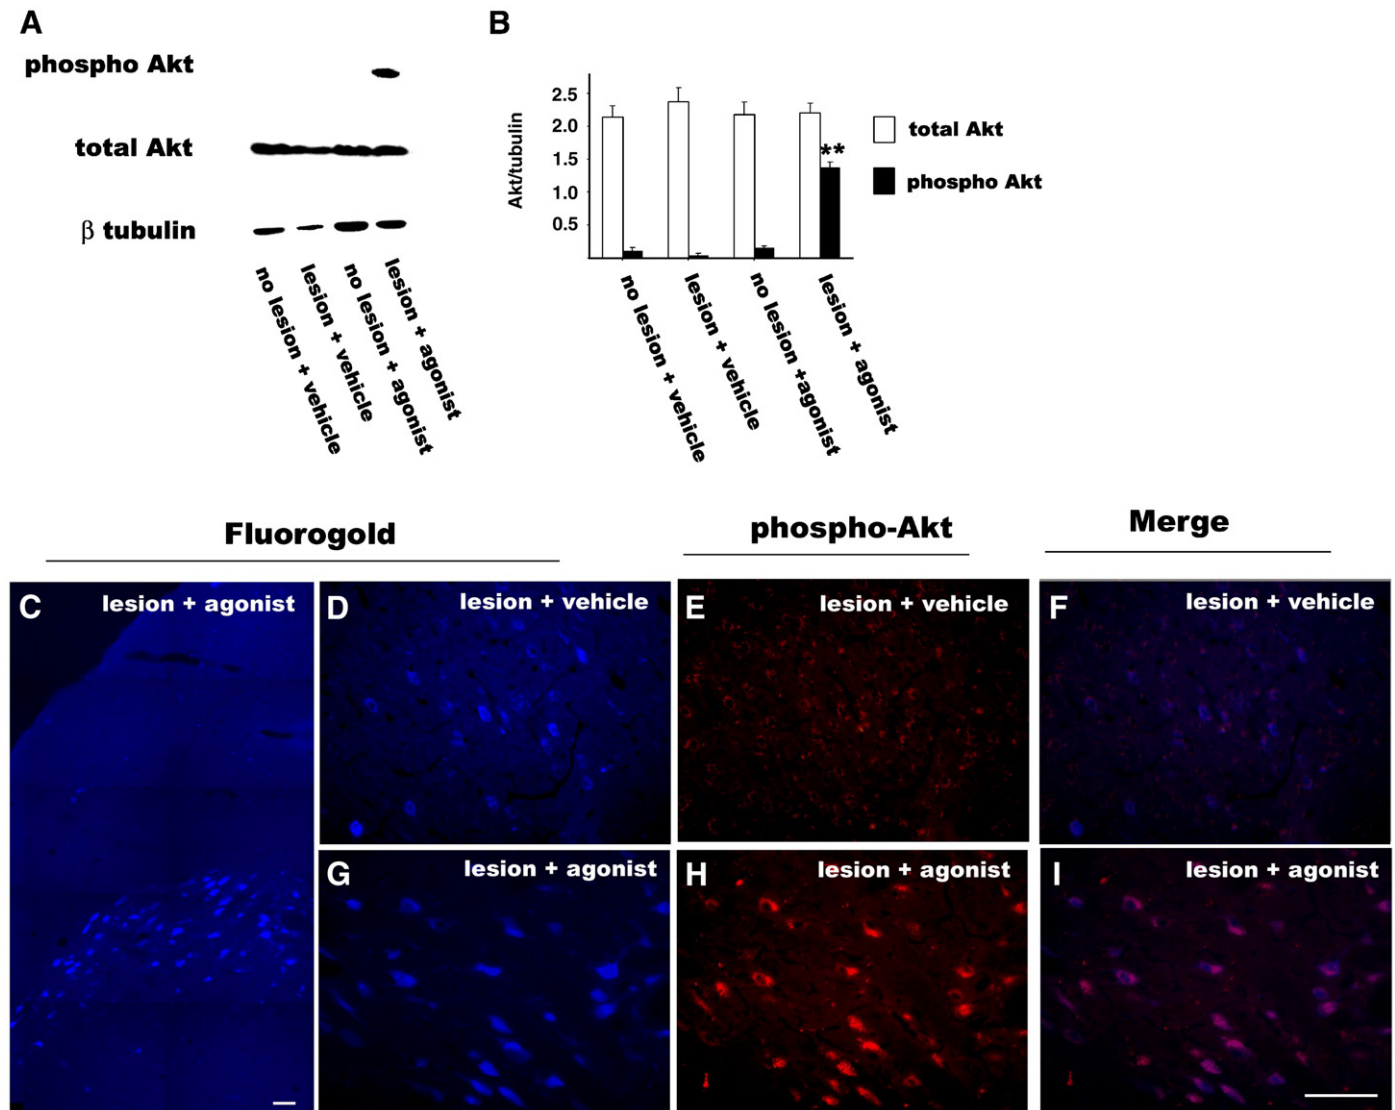 A
phospho Akt
total Akt
β tubulin
no lesion + vehicle
lesion + vehicle
no lesion + agonist
lesion + agonist
B
Akt/tubulin
2.5
2.0
1.5
1.0
0.5
**
total Akt
phospho Akt
no lesion + vehicle
lesion + vehicle
no lesion +agonist
lesion + agonist
Fluorogold
phospho-Akt
Merge
C lesion + agonist
D lesion + vehicle
E lesion + vehicle
F lesion + vehicle
G lesion + agonist
H lesion + agonist
I lesion + agonist